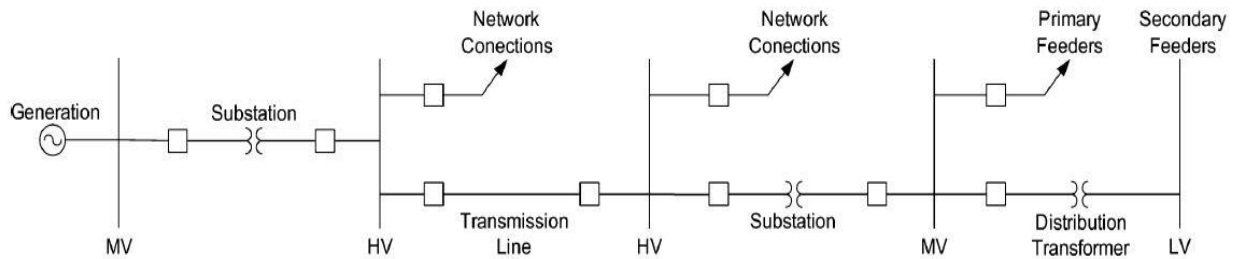 Network
Conections
Network
Conections
Primary
Feeders
Secondary
Feeders
Generation
Substation
Transmission
Line
Substation
Distribution
Transformer
MV
HV
HV
MV
LV